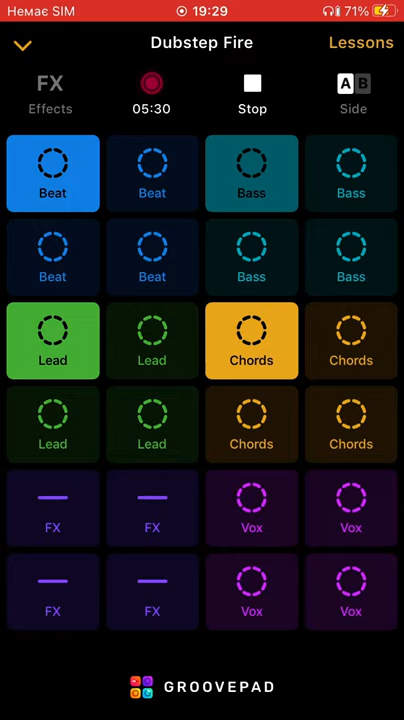 Немає SIM 19:29 71%
Dubstep Fire Lessons
FX
Effects 05:30 Stop A B Side
Beat Beat Bass Bass
Beat Beat Bass Bass
Lead Lead Chords Chords
Lead Lead Chords Chords
FX FX Vox Vox
FX FX Vox Vox
GROOVEPAD